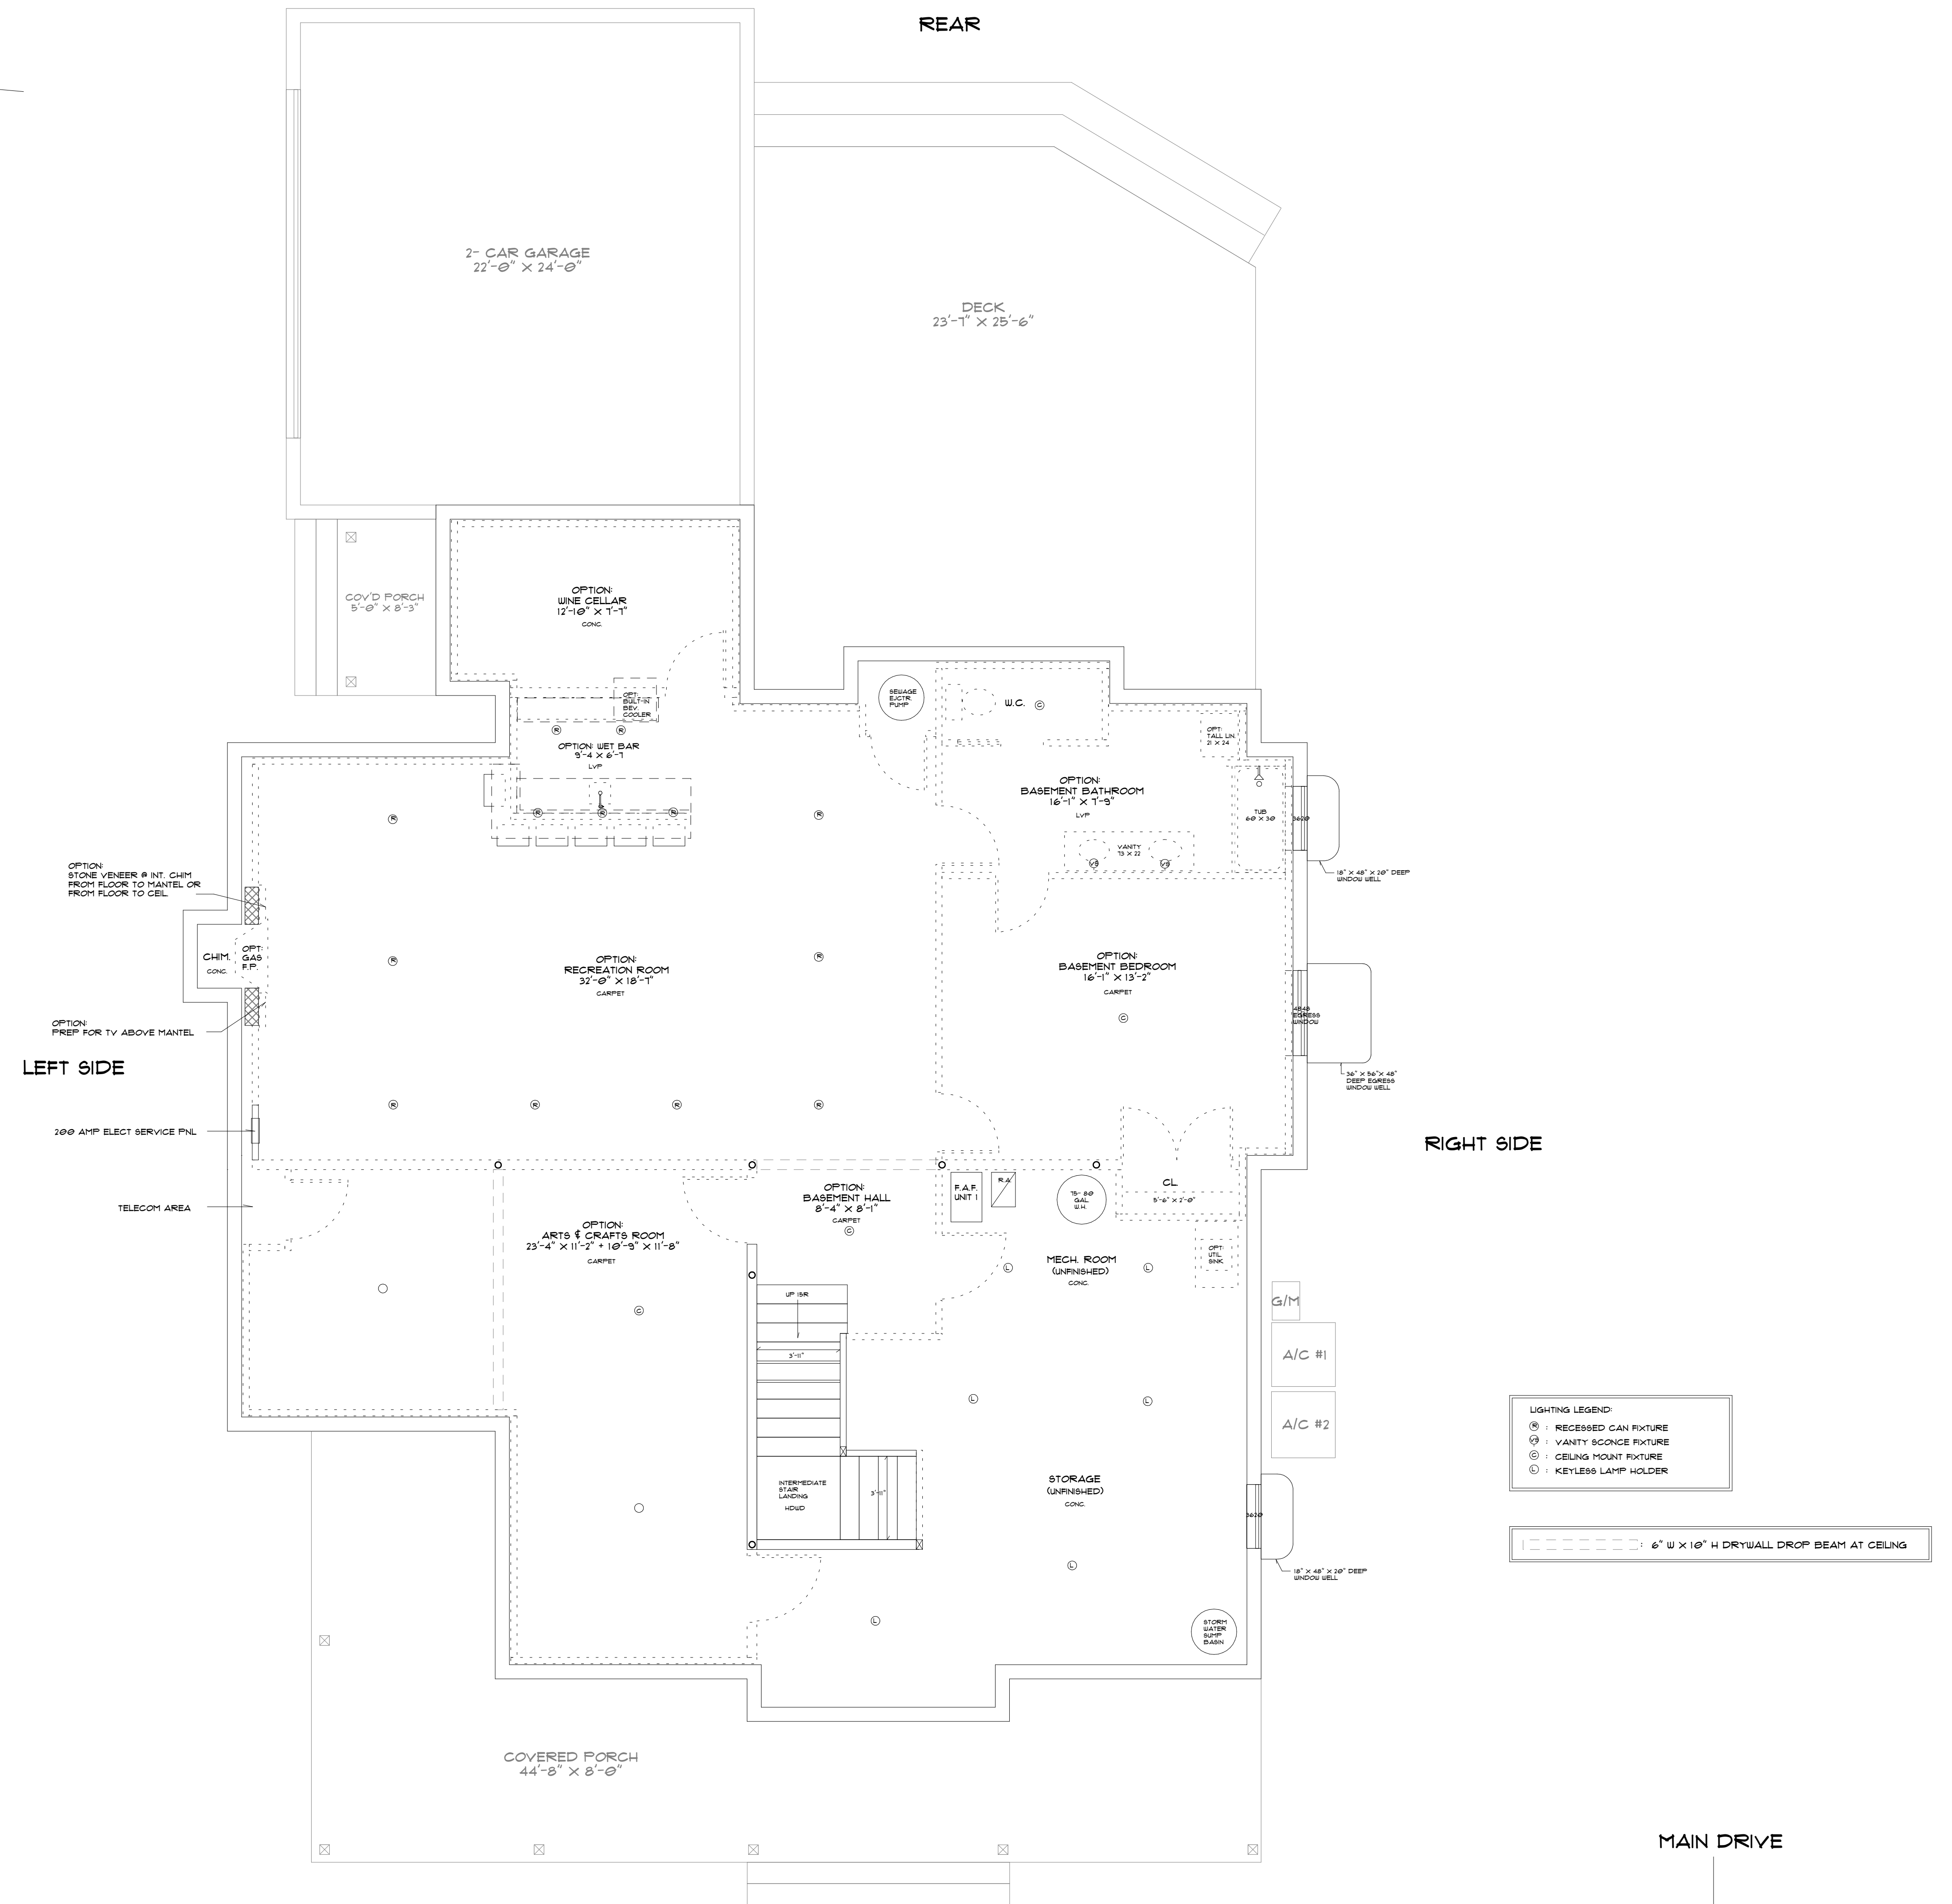 REAR
2- CAR GARAGE
22'-0" X 24'-0"
DECK
23'-7" X 25'-6"
COV'D PORCH
5'-0" X 8'-3"
OPTION:
WINE CELLAR
12'-10" X 7'-7"
CONC.
OPT:
BUILT-IN
BEV.
COOLER
R
R
OPTION: WET BAR
9'-4 X 6'-7
LVP
R
R
R
SEWAGE
EJCTR.
PUMP
W.C.
C
OPT:
TALL LIN.
21 X 24
OPTION:
BASEMENT BATHROOM
16'-1" X 7'-9"
LVP
TUB
60 X 30
3620
VANITY
73 X 22
VS
VS
18" X 48" X 20" DEEP
WINDOW WELL
R
R
OPTION:
STONE VENEER @ INT. CHIM
FROM FLOOR TO MANTEL OR
FROM FLOOR TO CEIL
CHIM.
CONC.
OPT:
GAS
F.P.
R
R
OPTION:
RECREATION ROOM
32'-0" X 18'-7"
CARPET
OPTION:
BASEMENT BEDROOM
16'-1" X 13'-2"
CARPET
C
4848
EGRESS
WINDOW
OPTION:
PREP FOR TV ABOVE MANTEL
LEFT SIDE
36" X 56" X 48"
DEEP EGRESS
WINDOW WELL
R
R
R
R
200 AMP ELECT SERVICE PNL
RIGHT SIDE
TELECOM AREA
OPTION:
BASEMENT HALL
8'-4" X 8'-1"
CARPET
C
F.A.F.
UNIT 1
R.A.
75- 80
GAL.
W.H.
CL
5'-6" X 2'-0"
OPTION:
ARTS & CRAFTS ROOM
23'-4" X 11'-2" + 10'-9" X 11'-8"
CARPET
C
MECH. ROOM
(UNFINISHED)
CONC.
L
L
OPT:
UTIL
SINK
UP 15R
3'-11"
G/M
A/C #1
A/C #2
L
L
INTERMEDIATE
STAIR
LANDING
HDWD
3'-11"
STORAGE
(UNFINISHED)
CONC.
L
L
3620
18" X 48" X 20" DEEP
WINDOW WELL
STORM
WATER
SUMP
BASIN
LIGHTING LEGEND:
R : RECESSED CAN FIXTURE
VS : VANITY SCONCE FIXTURE
C : CEILING MOUNT FIXTURE
L : KEYLESS LAMP HOLDER
: 6" W X 10" H DRYWALL DROP BEAM AT CEILING
COVERED PORCH
44'-8" X 8'-0"
MAIN DRIVE